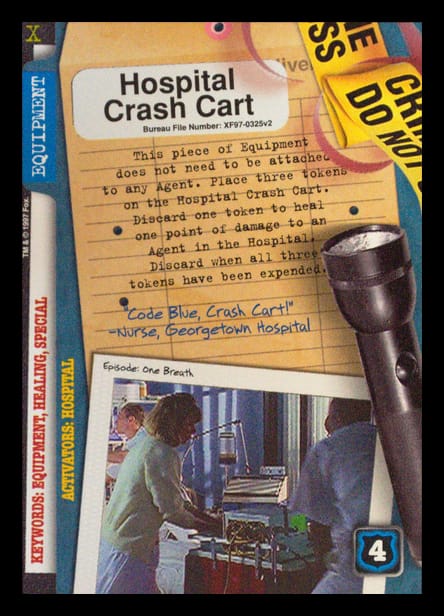 X
EQUIPMENT
TM & © 1997 Fox.
KEYWORDS: EQUIPMENT, HEALING, SPECIAL
ACTIVATORS: HOSPITAL
Hospital
Crash Cart
Bureau File Number: XF97-0325v2
This piece of Equipment
does not need to be attached
to any Agent. Place three tokens
on the Hospital Crash Cart.
Discard one token to heal
one point of damage to an
Agent in the Hospital.
Discard when all three
tokens have been expended.
"Code Blue, Crash Cart!"
-Nurse, Georgetown Hospital
Episode: One Breath
4
DO NOT